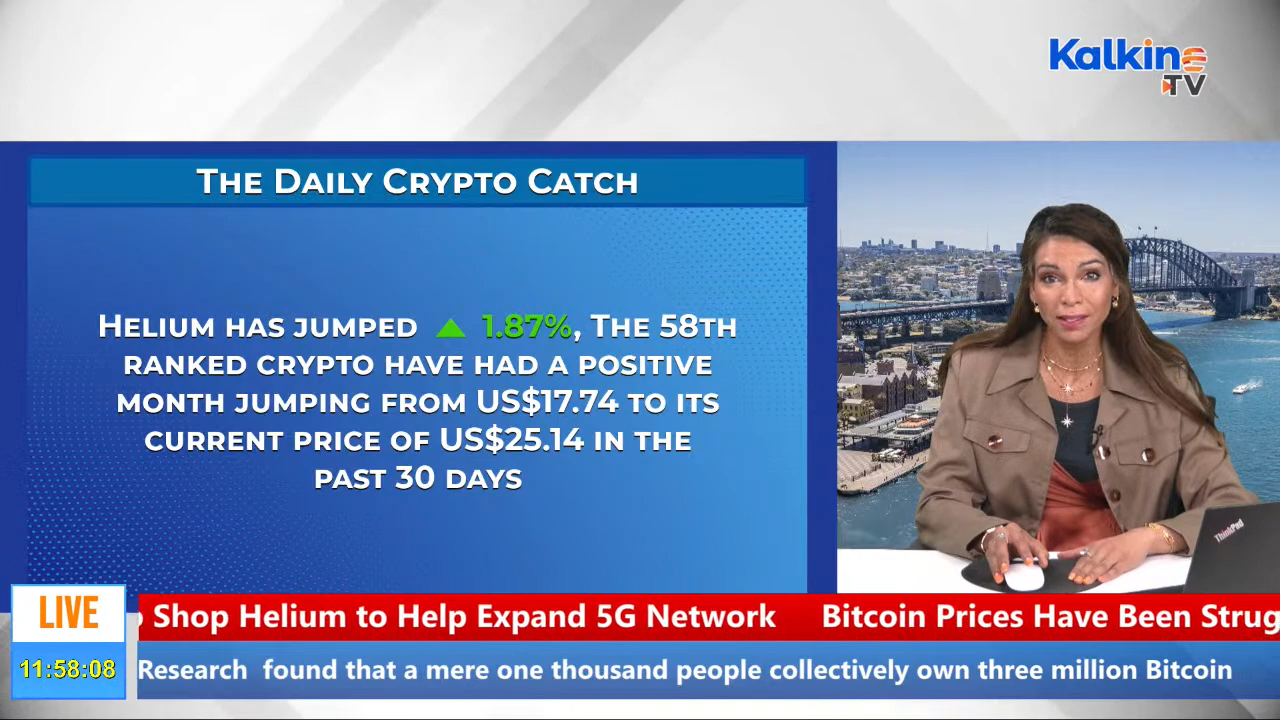 Kalkine
TV
THE DAILY CRYPTO CATCH
HELIUM HAS JUMPED ▲ 1.87%, THE 58TH
RANKED CRYPTO HAVE HAD A POSITIVE
MONTH JUMPING FROM US$17.74 TO ITS
CURRENT PRICE OF US$25.14 IN THE
PAST 30 DAYS
ThinkPad
LIVE
Shop Helium to Help Expand 5G Network Bitcoin Prices Have Been
11:58:08
Research found that a mere one thousand people collectively own three million Bitcoin